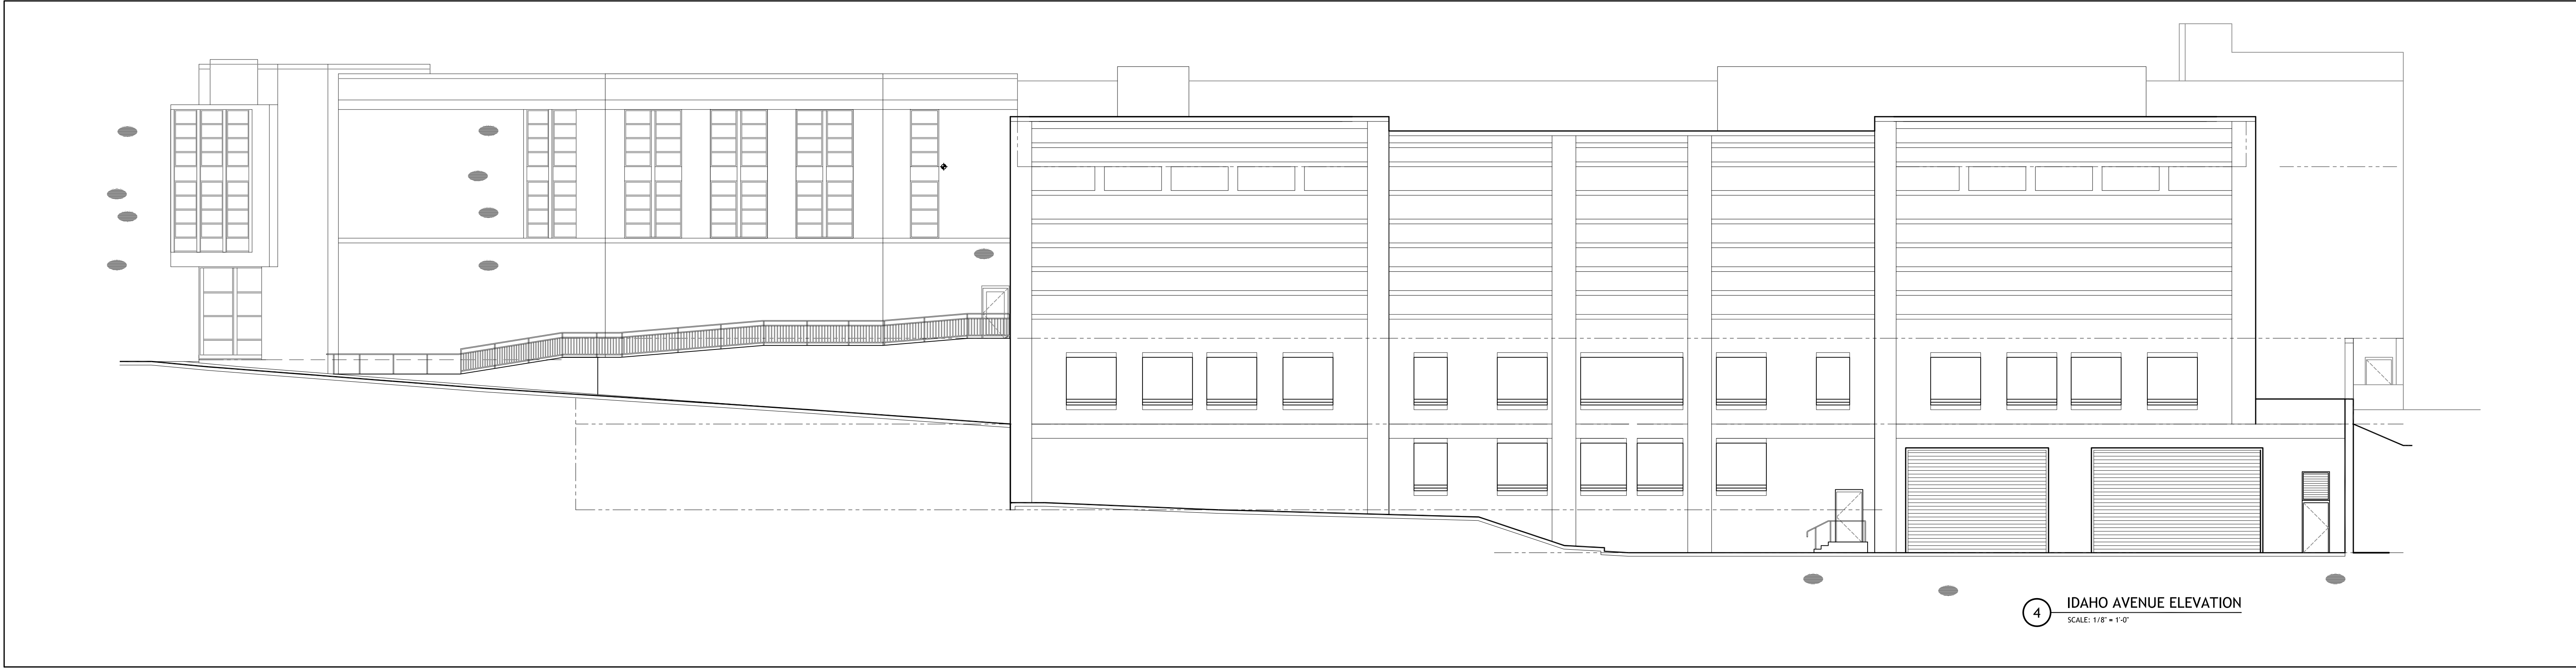 4
IDAHO AVENUE ELEVATION
SCALE: 1/8" = 1'-0"